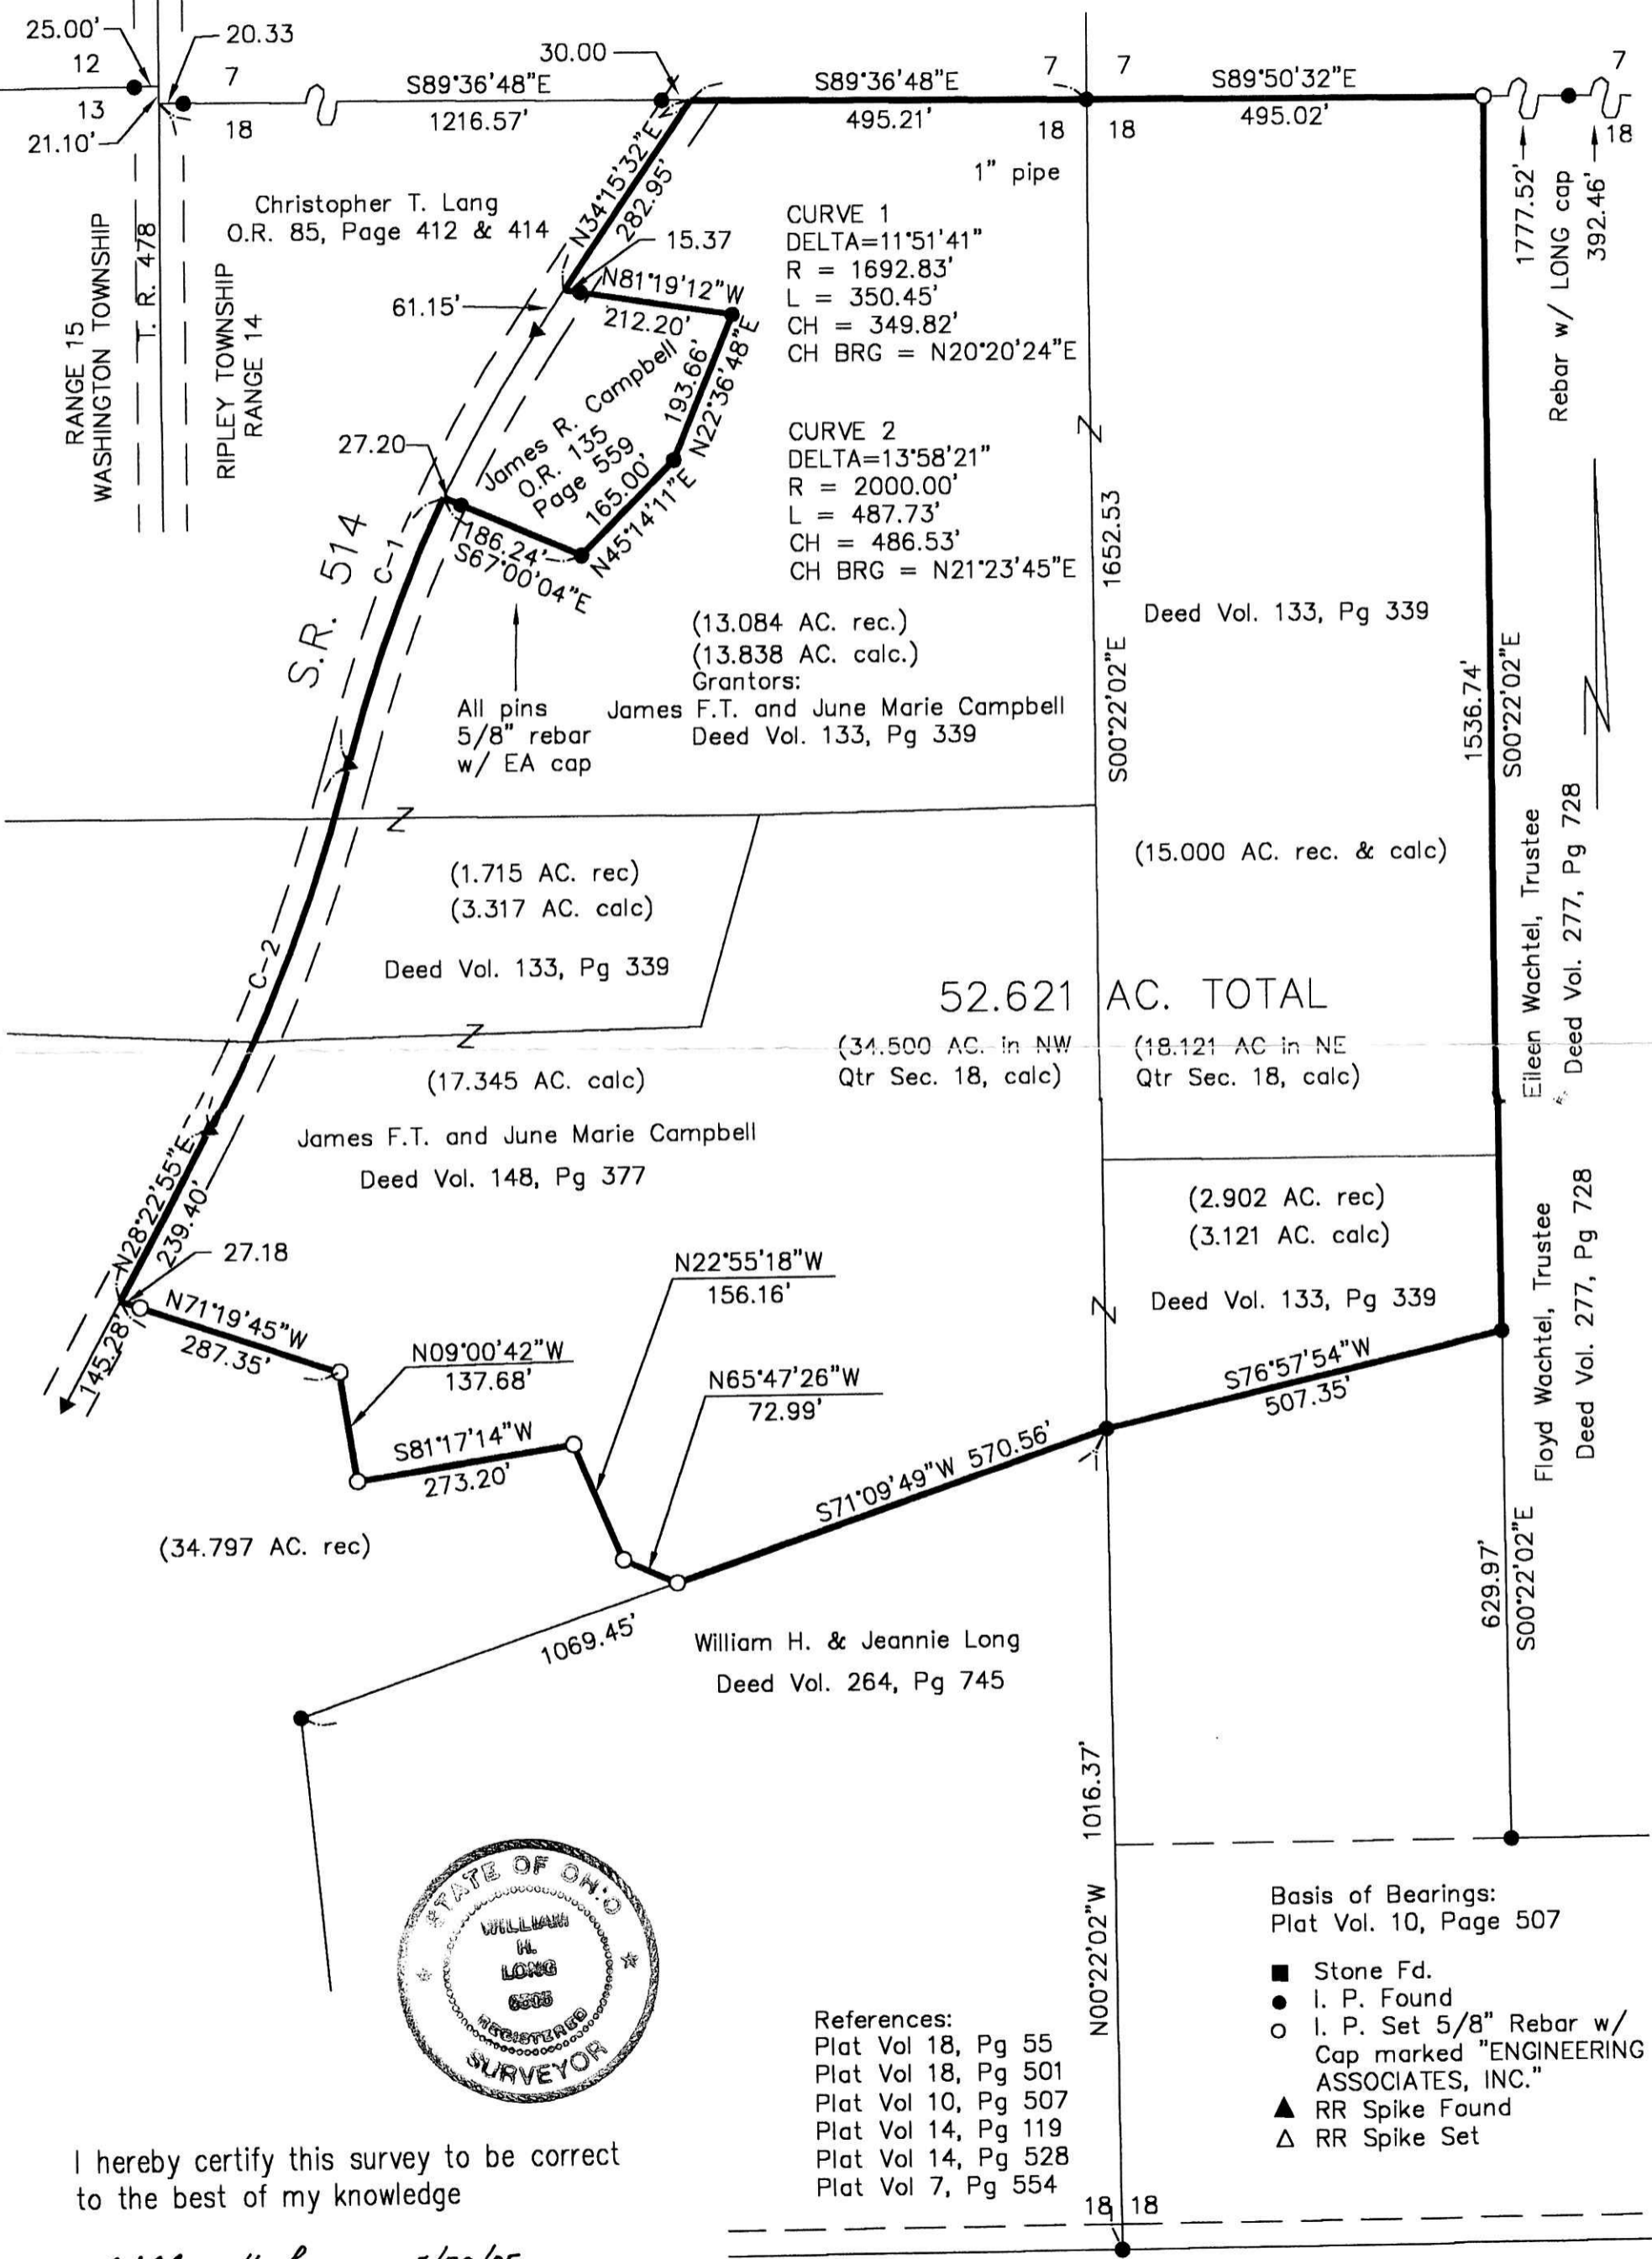 25.00'
20.33
30.00
12
7
S89°36'48"E
S89°36'48"E
7
7
S89°50'32"E
7
13
18
1216.57'
495.21'
18
18
495.02'
18
21.10'
1" pipe
Christopher T. Lang
O.R. 85, Page 412 & 414
RANGE 15
WASHINGTON TOWNSHIP
T. R. 478
RIPLEY TOWNSHIP
RANGE 14
N34°15'32"E
282.95'
15.37
61.15'
N81°19'12"W
212.20'
193.66'
N22°36'48"E
James R. Campbell
O.R. 135
Page 559
165.00'
N45°14'11"E
27.20
186.24'
S67°00'04"E
CURVE 1
DELTA=11°51'41"
R = 1692.83'
L = 350.45'
CH = 349.82'
CH BRG = N20°20'24"E
CURVE 2
DELTA=13°58'21"
R = 2000.00'
L = 487.73'
CH = 486.53'
CH BRG = N21°23'45"E
1777.52'
Rebar w/ LONG cap
392.46'
S.R. 514
C-1
(13.084 AC. rec.)
(13.838 AC. calc.)
Grantors:
James F.T. and June Marie Campbell
Deed Vol. 133, Pg 339
All pins
5/8" rebar
w/ EA cap
1652.53
S00°22'02"E
Deed Vol. 133, Pg 339
1536.74'
S00°22'02"E
(15.000 AC. rec. & calc)
Eileen Wachtel, Trustee
Deed Vol. 277, Pg 728
(1.715 AC. rec)
(3.317 AC. calc)
Deed Vol. 133, Pg 339
C-2
52.621 AC. TOTAL
(34.500 AC. in NW
Qtr Sec. 18, calc)
(18.121 AC in NE
Qtr Sec. 18, calc)
(17.345 AC. calc)
James F.T. and June Marie Campbell
Deed Vol. 148, Pg 377
(2.902 AC. rec)
(3.121 AC. calc)
Deed Vol. 133, Pg 339
Floyd Wachtel, Trustee
Deed Vol. 277, Pg 728
N28°22'55"E
239.40'
27.18
145.28'
N71°19'45"W
287.35'
N09°00'42"W
137.68'
N22°55'18"W
156.16'
N65°47'26"W
72.99'
S81°17'14"W
273.20'
S76°57'54"W
507.35'
S71°09'49"W 570.56'
(34.797 AC. rec)
1069.45'
William H. & Jeannie Long
Deed Vol. 264, Pg 745
629.97'
S00°22'02"E
1016.37'
N00°22'02"W
STATE OF OHIO
WILLIAM
H.
LONG
REGISTERED
SURVEYOR
Basis of Bearings:
Plat Vol. 10, Page 507
■ Stone Fd.
● I. P. Found
○ I. P. Set 5/8" Rebar w/
Cap marked "ENGINEERING
ASSOCIATES, INC."
▲ RR Spike Found
△ RR Spike Set
References:
Plat Vol 18, Pg 55
Plat Vol 18, Pg 501
Plat Vol 10, Pg 507
Plat Vol 14, Pg 119
Plat Vol 14, Pg 528
Plat Vol 7, Pg 554
18 18
I hereby certify this survey to be correct
to the best of my knowledge